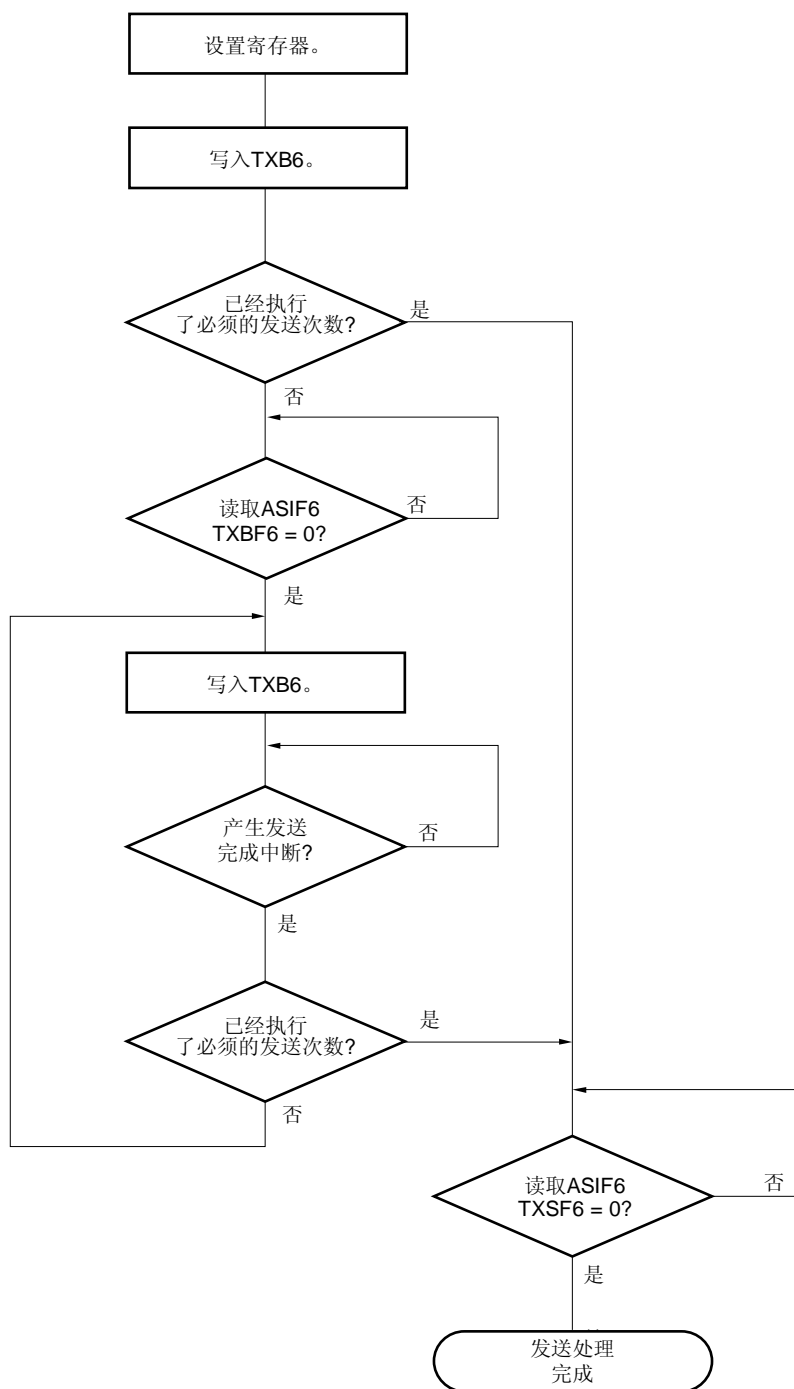 设置寄存器。
写入TXB6。
已经执行
了必须的发送次数?
是
否
读取ASIF6
TXBF6 = 0?
否
是
写入TXB6。
产生发送
完成中断?
否
是
已经执行
了必须的发送次数?
是
否
读取ASIF6
TXSF6 = 0?
否
是
发送处理
完成